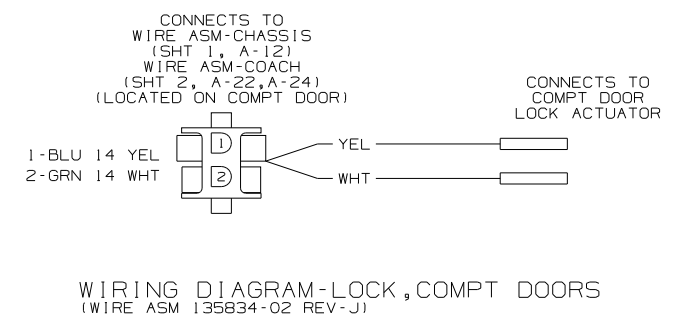 CONNECTS TO
WIRE ASM-CHASSIS
(SHT 1, A-12)
WIRE ASM-COACH
(SHT 2, A-22,A-24)
(LOCATED ON COMPT DOOR)
CONNECTS TO
COMPT DOOR
LOCK ACTUATOR
1
YEL
1-BLU 14 YEL
2-GRN 14 WHT
2
WHT
WIRING DIAGRAM-LOCK,COMPT DOORS
(WIRE ASM 135834-02 REV-J)